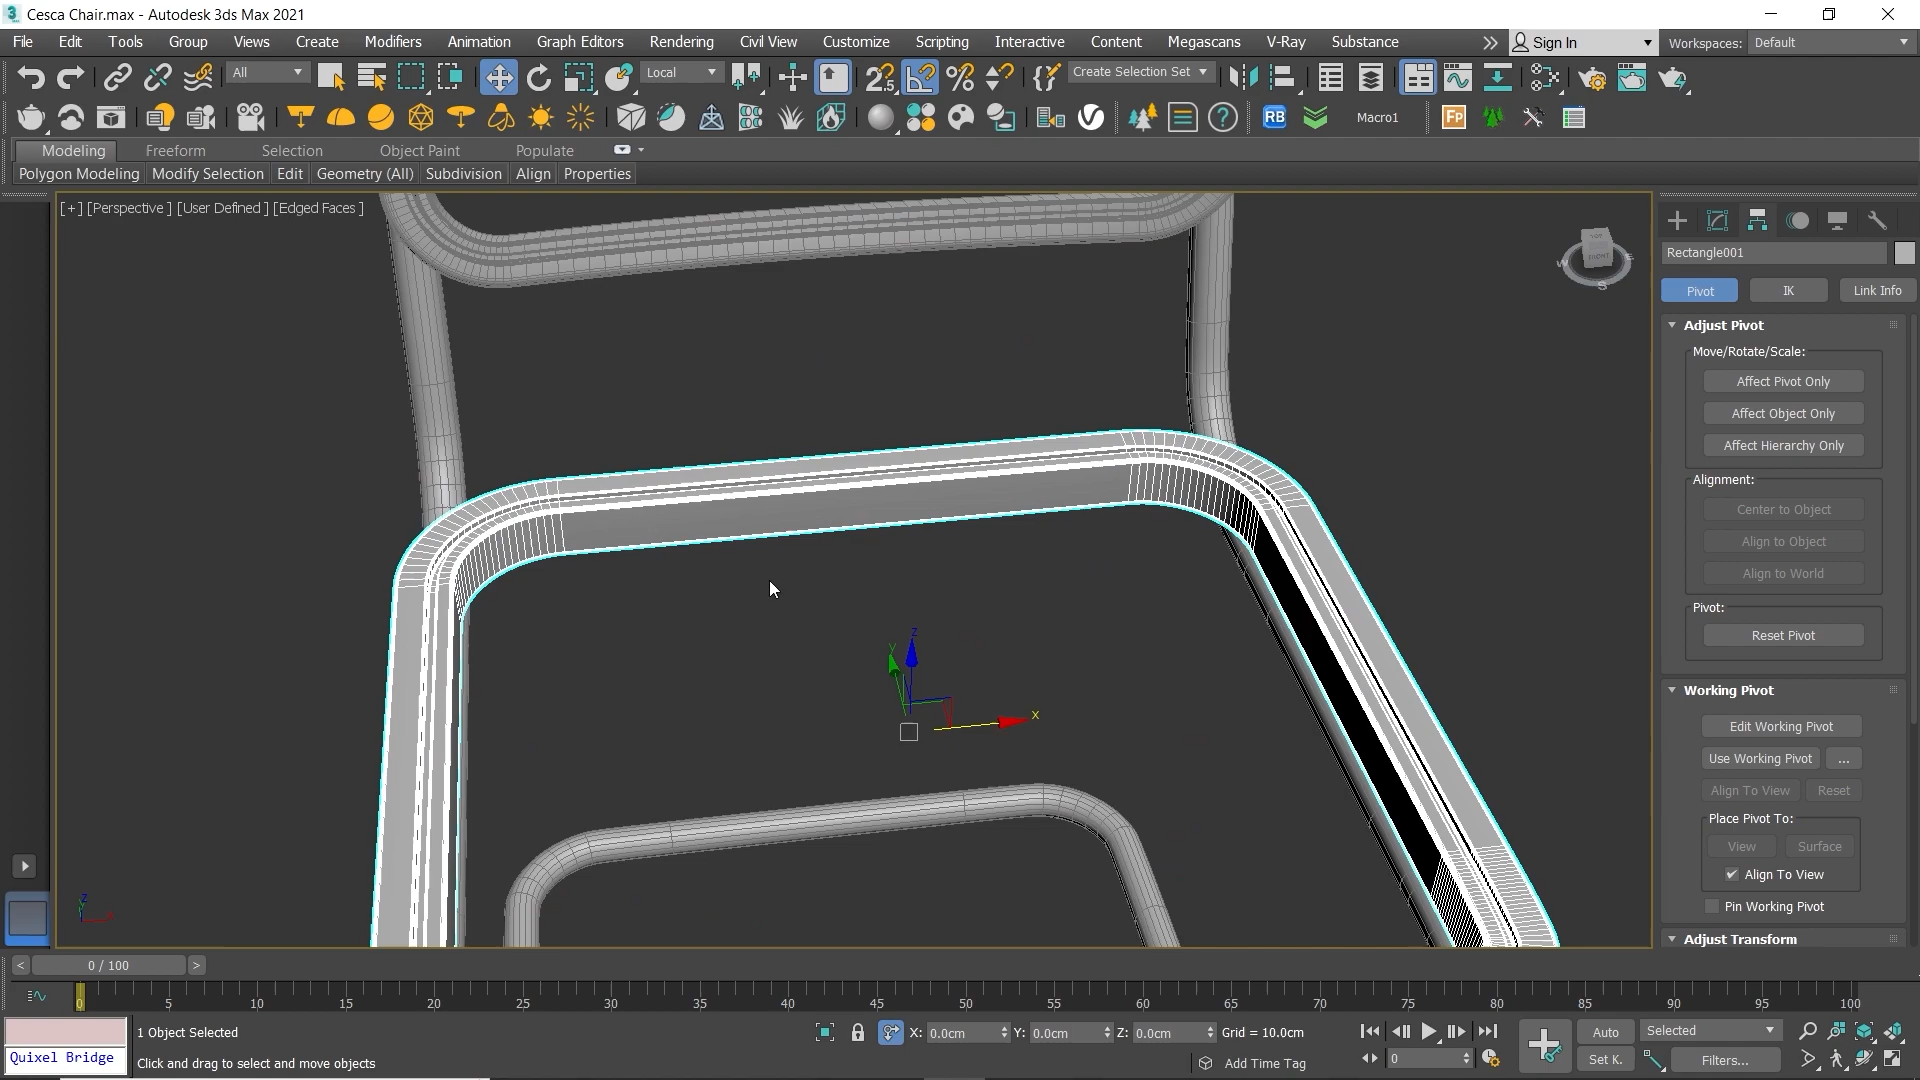 Cesca Chair.max - Autodesk 3ds Max 2021
File Edit Tools Group Views Create Modifiers Animation Graph Editors Rendering Civil View Customize Scripting Interactive Content Megascans V-Ray Substance Sign In Workspaces: Default
All Local Create Selection Set
RB Macro1 FP
Modeling Freeform Selection Object Paint Populate
Polygon Modeling Modify Selection Edit Geometry (All) Subdivision Align Properties
[+] [Perspective ] [User Defined ] [Edged Faces ]
Rectangle001
Pivot IK Link Info
Adjust Pivot
Move/Rotate/Scale:
Affect Pivot Only
Affect Object Only
Affect Hierarchy Only
Alignment:
Center to Object
Align to Object
Align to World
Pivot:
Reset Pivot
Working Pivot
Edit Working Pivot
Use Working Pivot ...
Align To View Reset
Place Pivot To:
View Surface
Align To View
Pin Working Pivot
Adjust Transform
z
y
x
< 0 / 100 >
0 5 10 15 20 25 30 35 40 45 50 55 60 65 70 75 80 85 90 95 100
1 Object Selected X: 0.0cm Y: 0.0cm Z: 0.0cm Grid = 10.0cm Auto Selected
Quixel Bridge Click and drag to select and move objects Add Time Tag 0 Set K. Filters...